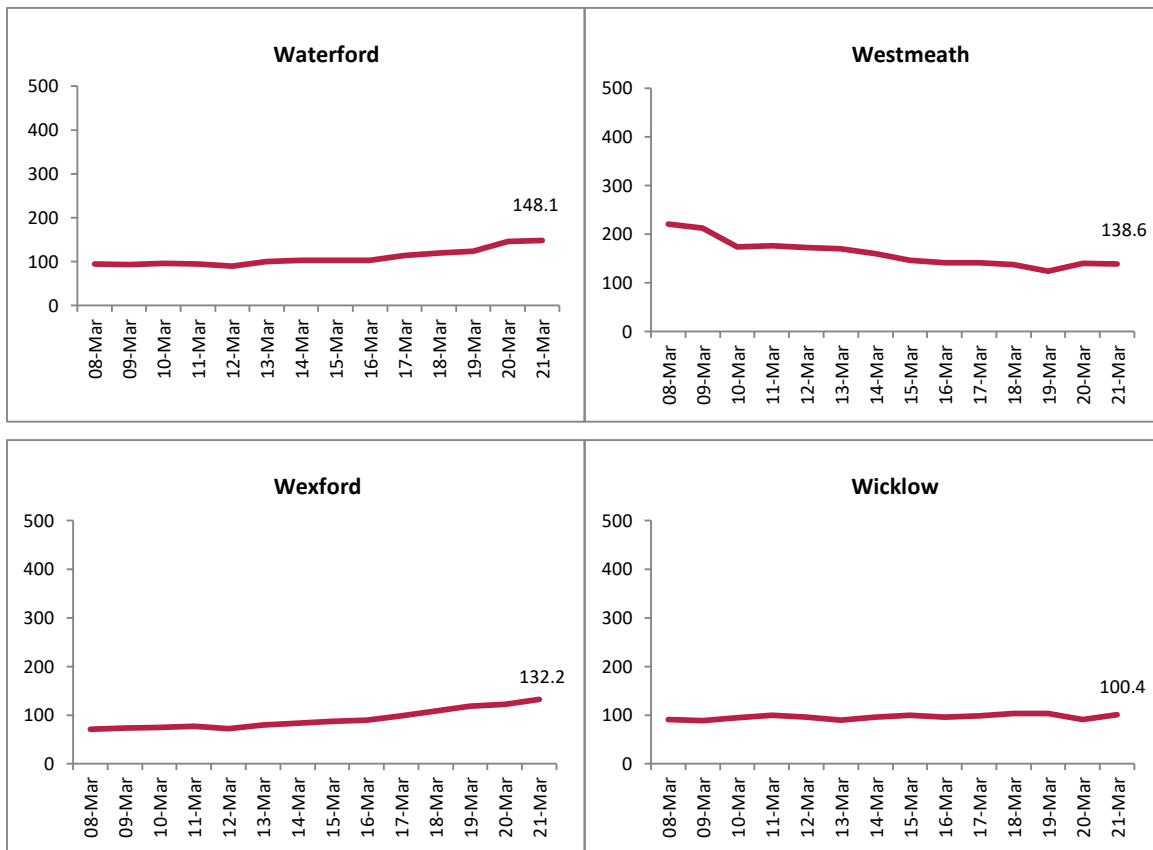 Waterford
500
400
300
200
100
0
148.1
08-Mar
09-Mar
10-Mar
11-Mar
12-Mar
13-Mar
14-Mar
15-Mar
16-Mar
17-Mar
18-Mar
19-Mar
20-Mar
21-Mar
Westmeath
500
400
300
200
100
0
138.6
08-Mar
09-Mar
10-Mar
11-Mar
12-Mar
13-Mar
14-Mar
15-Mar
16-Mar
17-Mar
18-Mar
19-Mar
20-Mar
21-Mar
Wexford
500
400
300
200
100
0
132.2
08-Mar
09-Mar
10-Mar
11-Mar
12-Mar
13-Mar
14-Mar
15-Mar
16-Mar
17-Mar
18-Mar
19-Mar
20-Mar
21-Mar
Wicklow
500
400
300
200
100
0
100.4
08-Mar
09-Mar
10-Mar
11-Mar
12-Mar
13-Mar
14-Mar
15-Mar
16-Mar
17-Mar
18-Mar
19-Mar
20-Mar
21-Mar